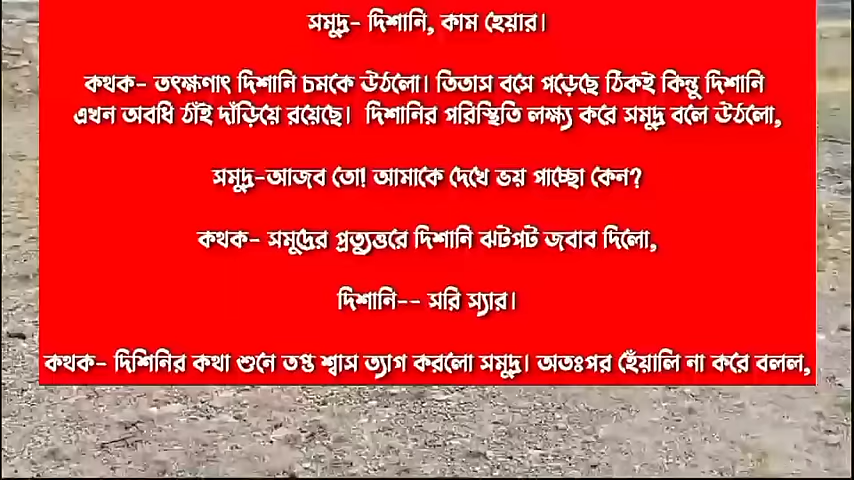 সমুদ্র- দিশানি, কাম হেয়ার।
কথক- তৎক্ষণাৎ দিশানি চমকে উঠলো। তিতাস বসে পড়েছে ঠিকই কিন্তু দিশানি
এখন অবধি ঠাঁই দাঁড়িয়ে রয়েছে। দিশানির পরিস্থিতি লক্ষ্য করে সমুদ্র বলে উঠলো,
সমুদ্র-আজব তো! আমাকে দেখে ভয় পাচ্ছো কেন?
কথক- সমুদ্রের প্রত্যুত্তরে দিশানি ঝটপট জবাব দিলো,
দিশানি-- সরি স্যার।
কথক- দিশিনির কথা শুনে তপ্ত শ্বাস ত্যাগ করলো সমুদ্র। অতঃপর হেঁয়ালি না করে বলল,